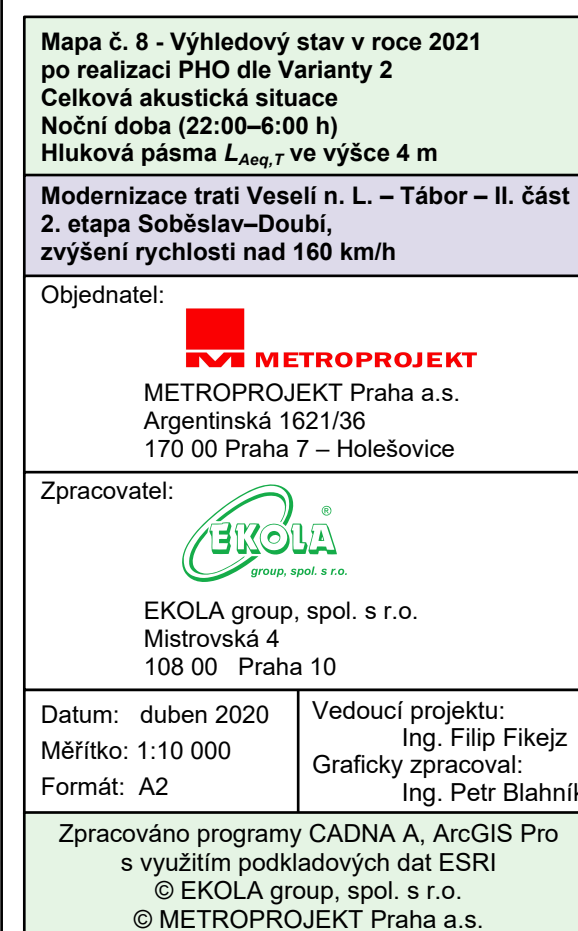 Mapa č. 8 - Výhledový stav v roce 2021
po realizaci PHO dle Varianty 2
Celková akustická situace
Noční doba (22:00–6:00 h)
Hluková pásma LAeq,T ve výšce 4 m
Modernizace trati Veselí n. L. – Tábor – II. část
2. etapa Soběslav–Doubí,
zvýšení rychlosti nad 160 km/h
Objednatel:
METROPROJEKT
METROPROJEKT Praha a.s.
Argentinská 1621/36
170 00 Praha 7 – Holešovice
Zpracovatel:
EKOLA ®
group, spol. s r.o.
EKOLA group, spol. s r.o.
Mistrovská 4
108 00 Praha 10
Datum: duben 2020
Měřítko: 1:10 000
Formát: A2
Vedoucí projektu:
Ing. Filip Fikejz
Graficky zpracoval:
Ing. Petr Blahník
Zpracováno programy CADNA A, ArcGIS Pro
s využitím podkladových dat ESRI
© EKOLA group, spol. s r.o.
© METROPROJEKT Praha a.s.